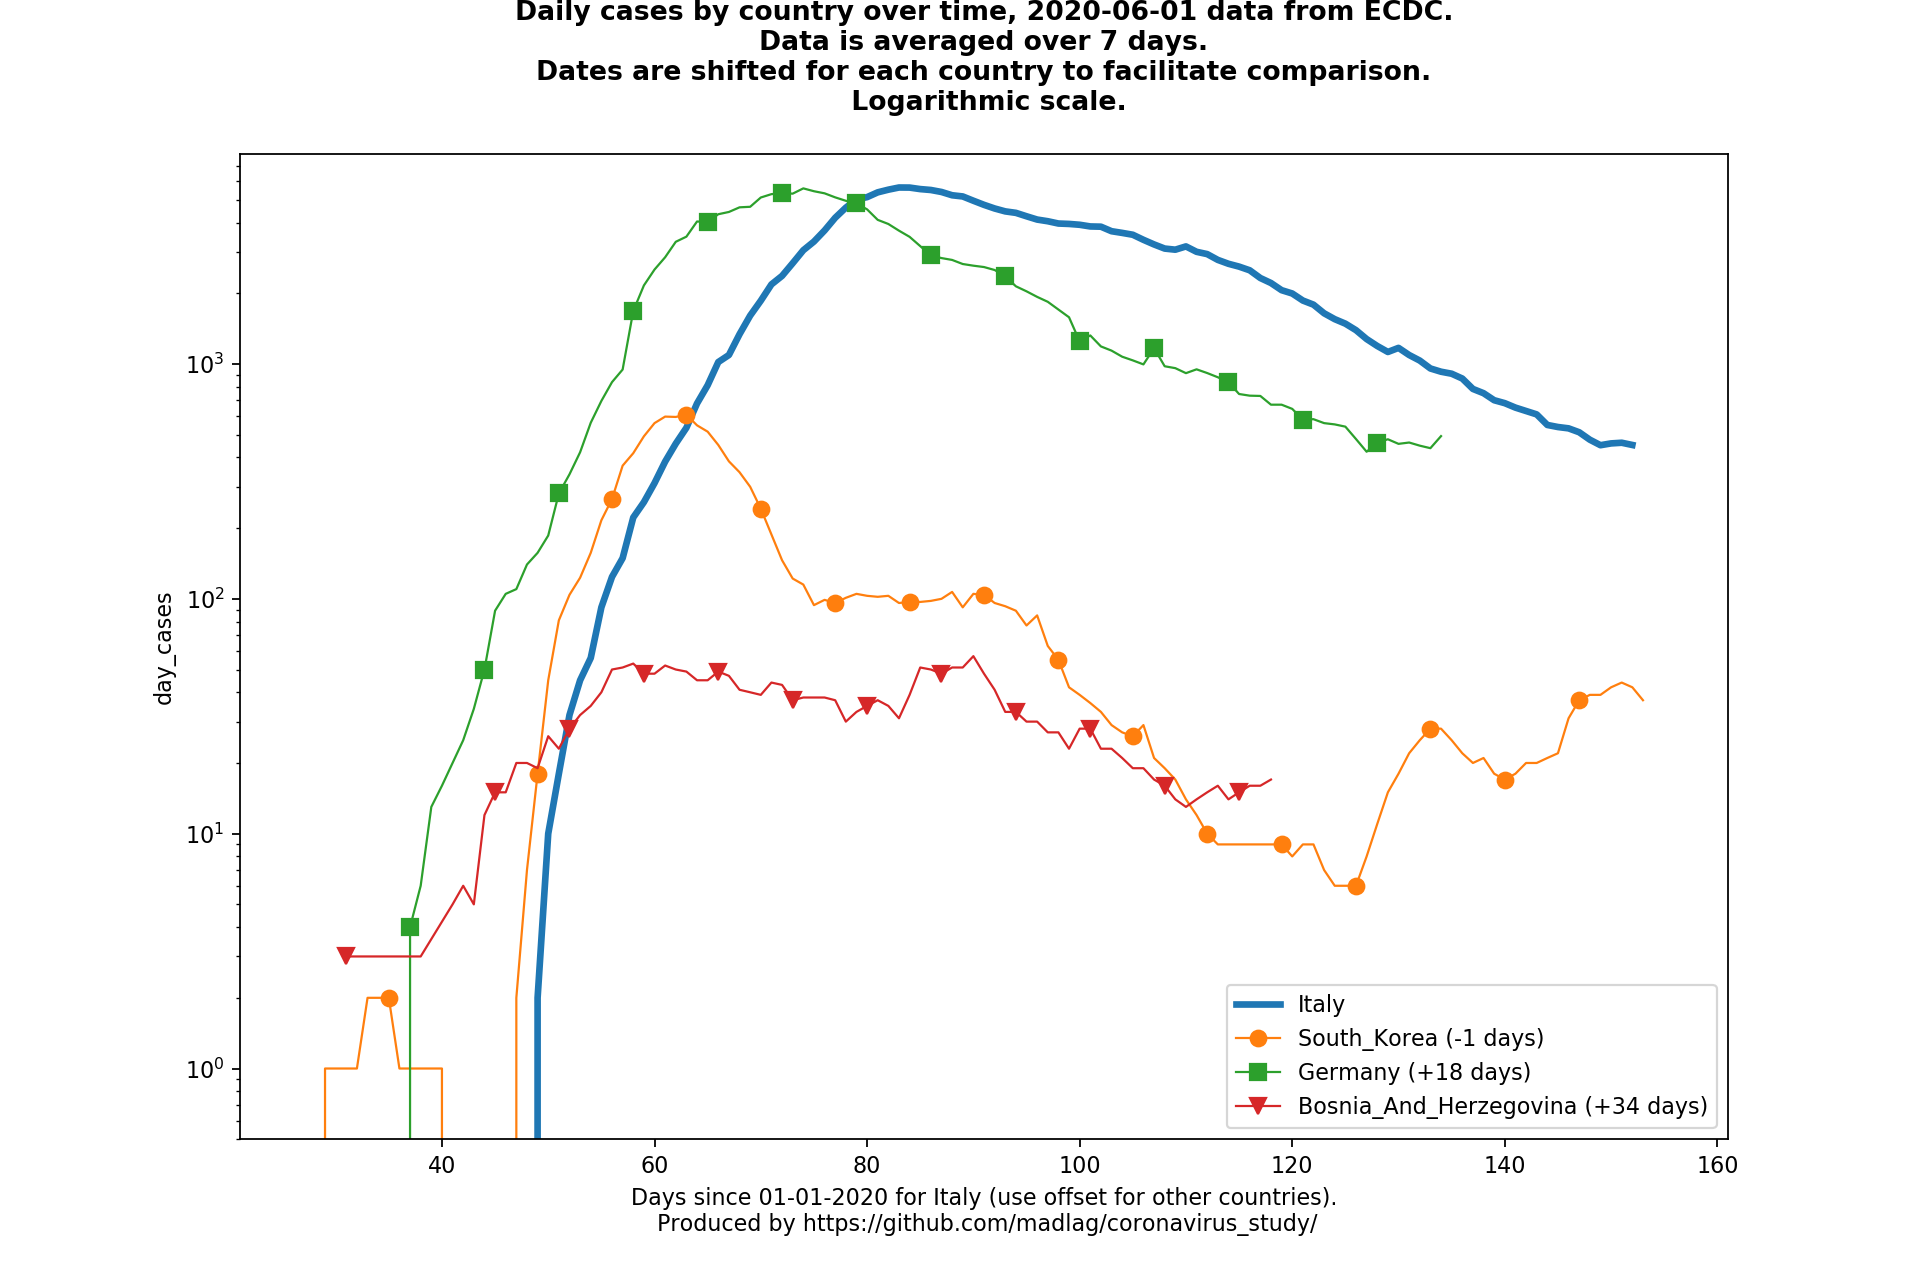 Daily cases by country over time, 2020-06-01 data from ECDC.
Data is averaged over 7 days.
Dates are shifted for each country to facilitate comparison.
Logarithmic scale.
day_cases
10³
10²
10¹
10⁰
Italy
South_Korea (-1 days)
Germany (+18 days)
Bosnia_And_Herzegovina (+34 days)
40 60 80 100 120 140 160
Days since 01-01-2020 for Italy (use offset for other countries).
Produced by https://github.com/madlag/coronavirus_study/